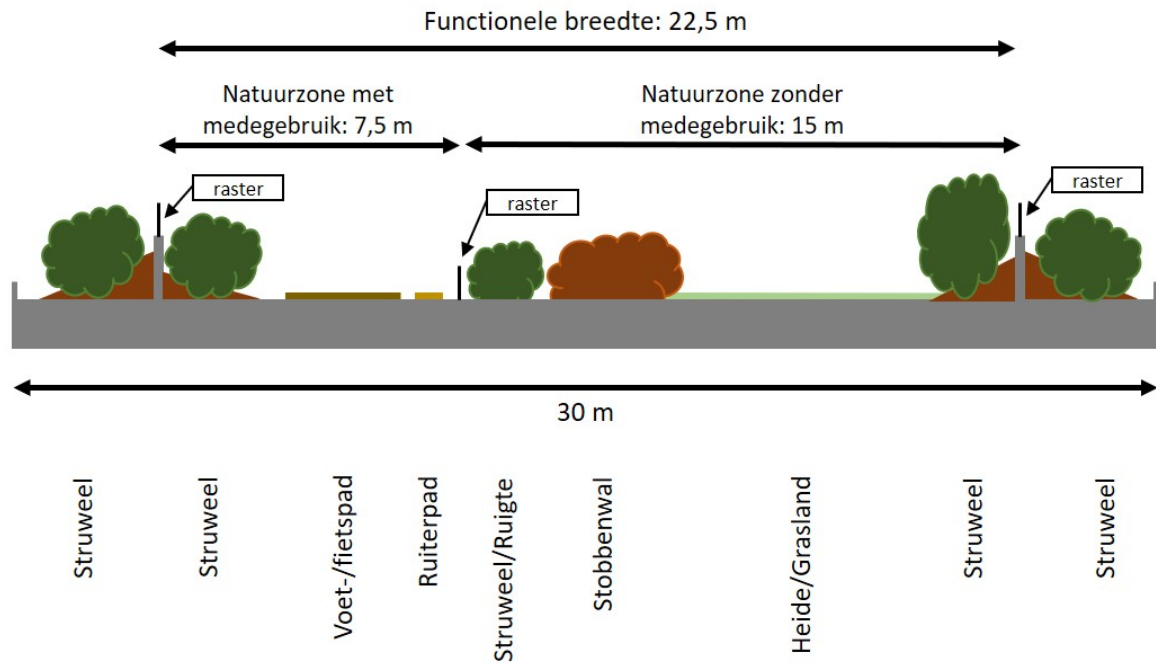 Functionele breedte: 22,5 m
Natuurzone met
medegebruik: 7,5 m
Natuurzone zonder
medegebruik: 15 m
raster
raster
raster
30 m
Struweel
Struweel
Voet-/fietspad
Ruiterpad
Struweel/Ruigte
Stobbenwal
Heide/Grasland
Struweel
Struweel